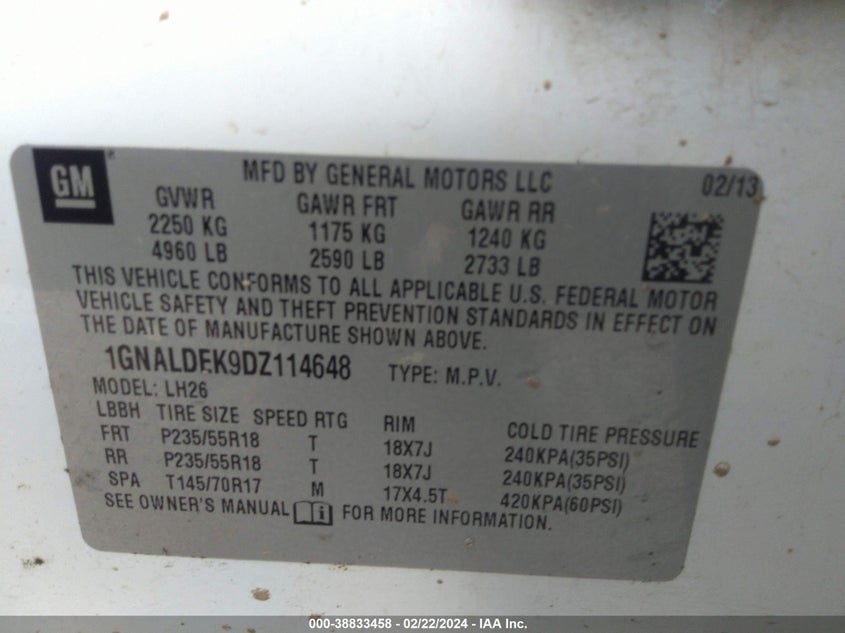 GM
MFD BY GENERAL MOTORS LLC 02/13
GVWR GAWR FRT GAWR RR
2250 KG 1175 KG 1240 KG
4960 LB 2590 LB 2733 LB
THIS VEHICLE CONFORMS TO ALL APPLICABLE U.S. FEDERAL MOTOR
VEHICLE SAFETY AND THEFT PREVENTION STANDARDS IN EFFECT ON
THE DATE OF MANUFACTURE SHOWN ABOVE.
1GNALDEK9DZ114648 TYPE: M.P.V.
MODEL: LH26
LBBH TIRE SIZE SPEED RTG RIM COLD TIRE PRESSURE
FRT P235/55R18 T 18X7J 240KPA(35PSI)
RR P235/55R18 T 18X7J 240KPA(35PSI)
SPA T145/70R17 M 17X4.5T 420KPA(60PSI)
SEE OWNER'S MANUAL FOR MORE INFORMATION.
000-38833458 - 02/22/2024 - IAA Inc.